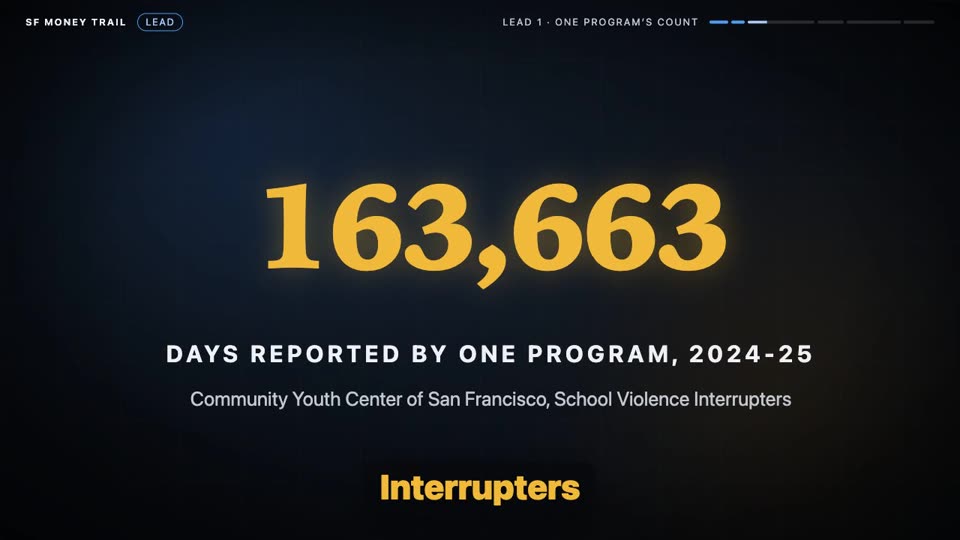 SF MONEY TRAIL LEAD
LEAD 1 · ONE PROGRAM'S COUNT
163,663
DAYS REPORTED BY ONE PROGRAM, 2024-25
Community Youth Center of San Francisco, School Violence Interrupters
Interrupters